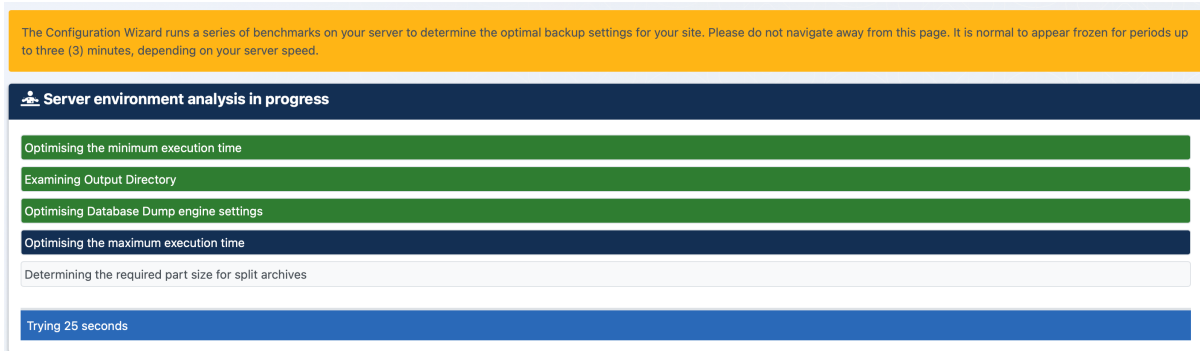 The Configuration Wizard runs a series of benchmarks on your server to determine the optimal backup settings for your site. Please do not navigate away from this page. It is normal to appear frozen for periods up
to three (3) minutes, depending on your server speed.
Server environment analysis in progress
Optimising the minimum execution time
Examining Output Directory
Optimising Database Dump engine settings
Optimising the maximum execution time
Determining the required part size for split archives
Trying 25 seconds